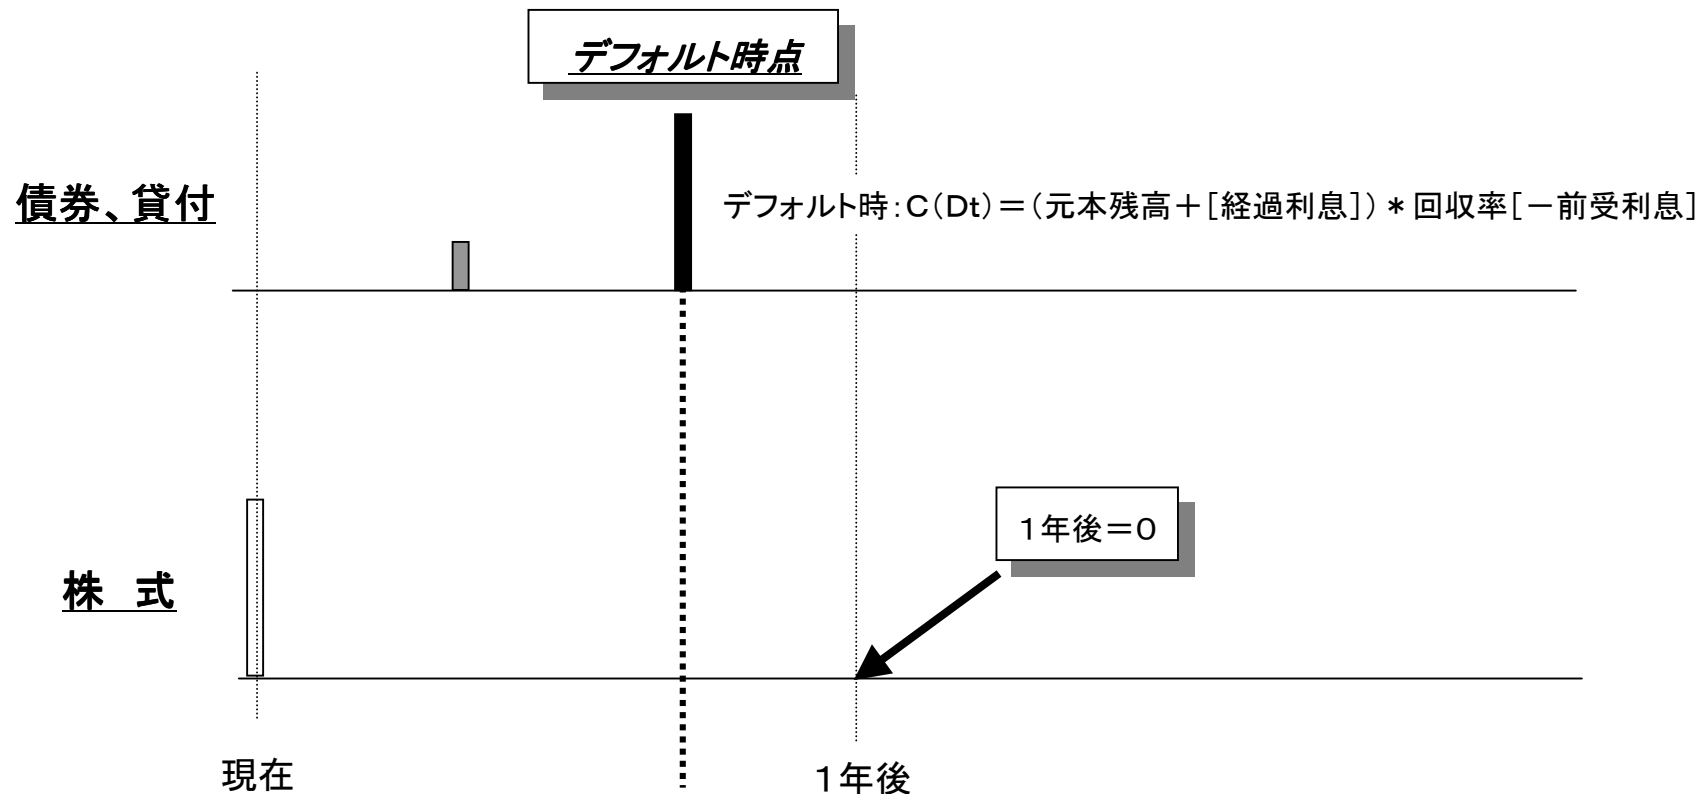 デフォルト時点
債券、貸付
デフォルト時：C（Dt）＝（元本残高＋［経過利息］）＊回収率［－前受利息］
1年後＝0
株　式
現在
1年後